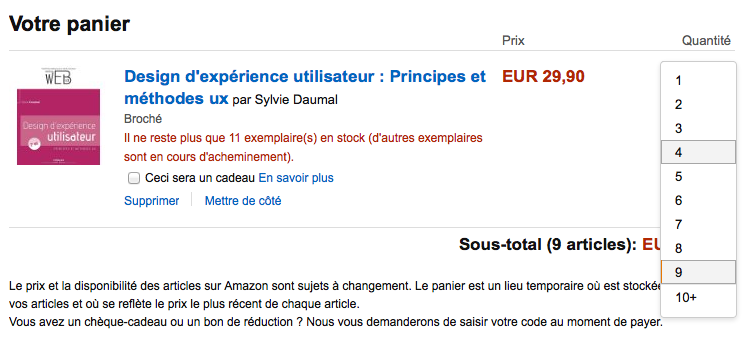 Votre panier
Prix
Quantité
WEB
Design d'expérience
utilisateur
Design d'expérience utilisateur : Principes et
méthodes ux par Sylvie Daumal
EUR 29,90
Broché
Il ne reste plus que 11 exemplaire(s) en stock (d'autres exemplaires
sont en cours d'acheminement).
Ceci sera un cadeau En savoir plus
Supprimer
Mettre de côté
1
2
3
4
5
6
7
8
9
10+
Sous-total (9 articles):
Le prix et la disponibilité des articles sur Amazon sont sujets à changement. Le panier est un lieu temporaire où est
vos articles et où se reflète le prix le plus récent de chaque article.
Vous avez un chèque-cadeau ou un bon de réduction ? Nous vous demanderons de saisir votre code au moment de payer.